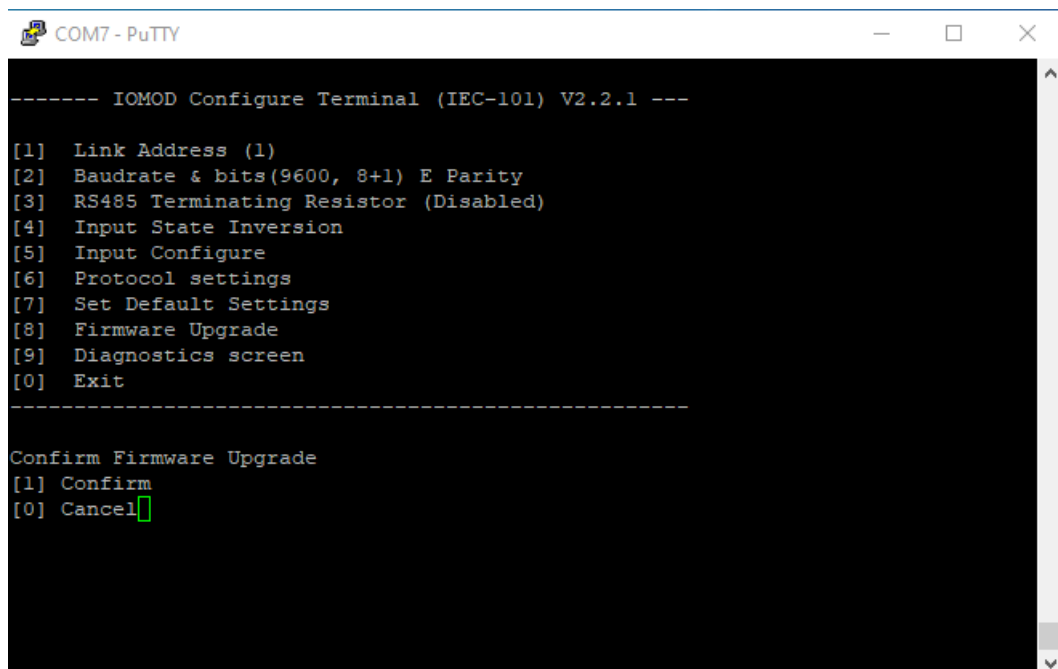 COM7 - PuTTY
------- IOMOD Configure Terminal (IEC-101) V2.2.1 ---
[1]  Link Address (1)
[2]  Baudrate & bits(9600, 8+1) E Parity
[3]  RS485 Terminating Resistor (Disabled)
[4]  Input State Inversion
[5]  Input Configure
[6]  Protocol settings
[7]  Set Default Settings
[8]  Firmware Upgrade
[9]  Diagnostics screen
[0]  Exit
-----------------------------------------------------
Confirm Firmware Upgrade
[1] Confirm
[0] Cancel